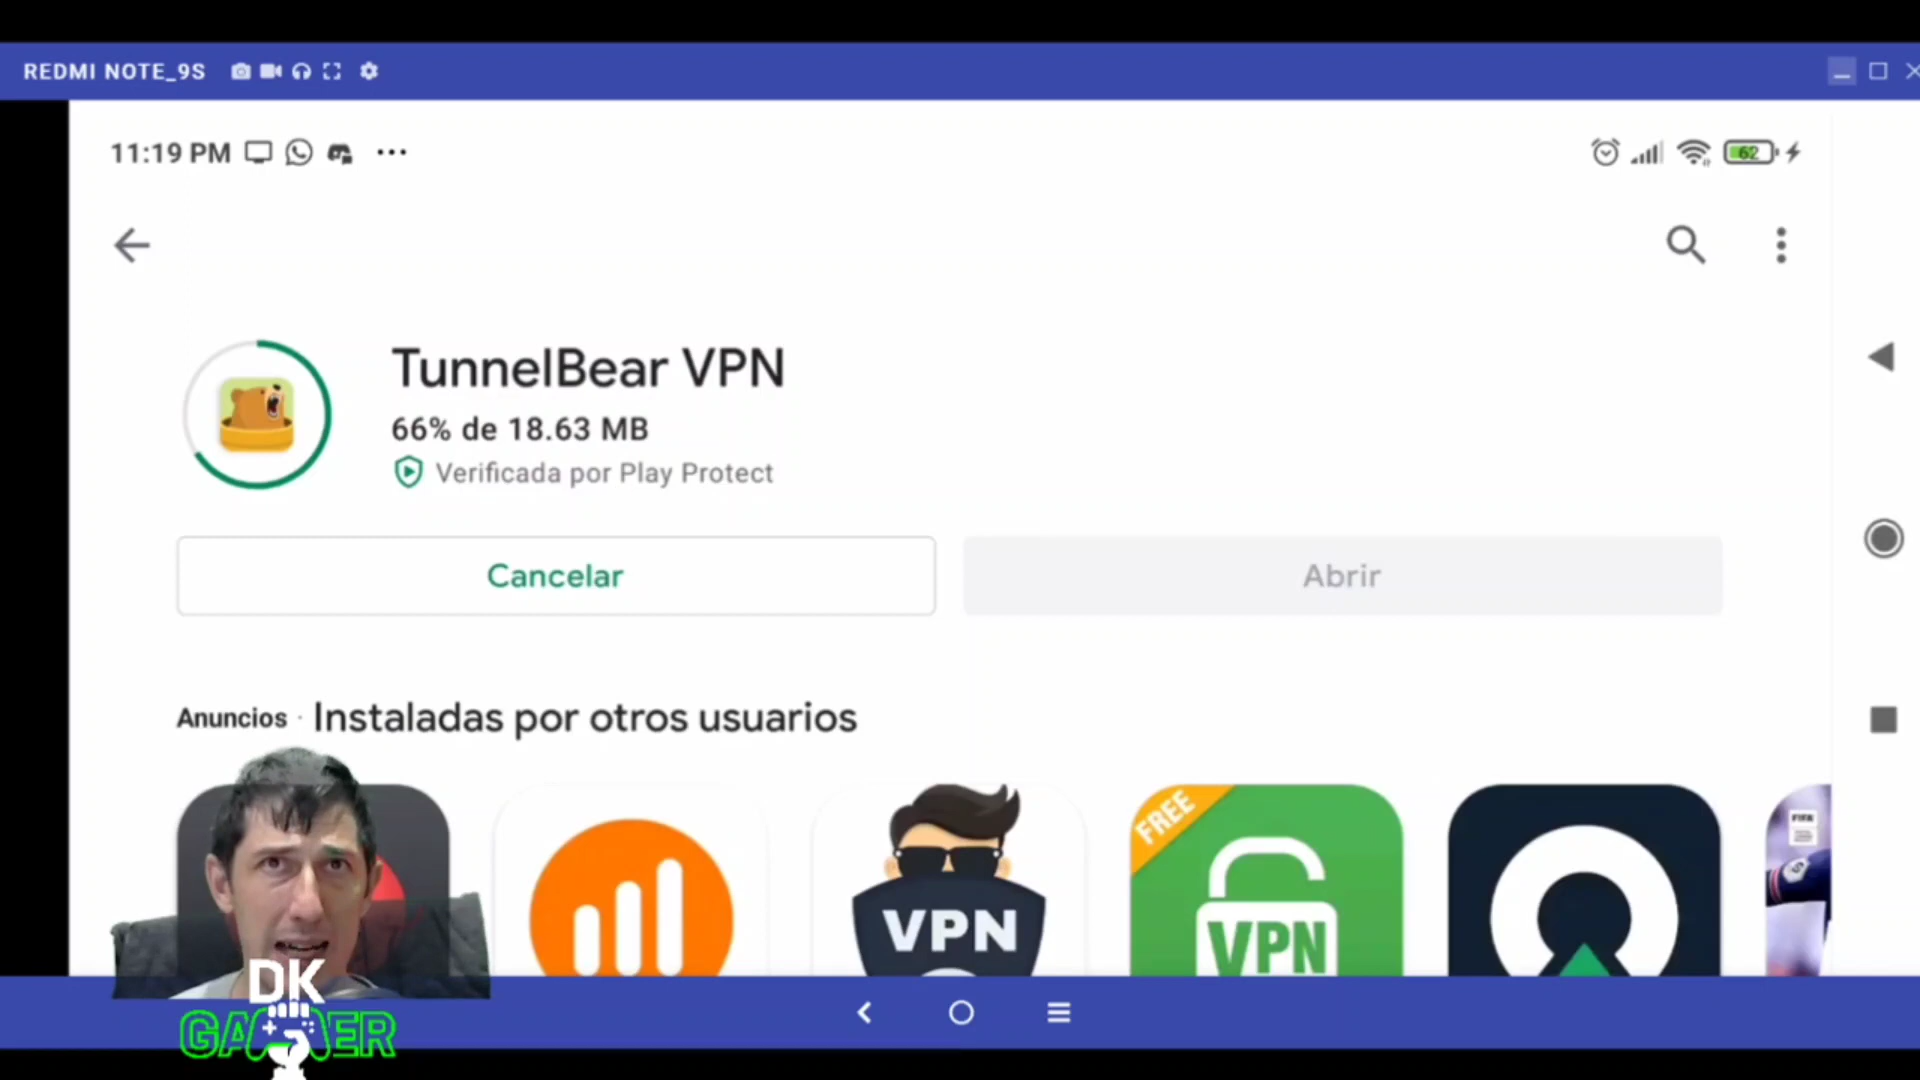 REDMI NOTE_9S
11:19 PM
62
TunnelBear VPN
66% de 18.63 MB
Verificada por Play Protect
Cancelar
Abrir
Anuncios · Instaladas por otros usuarios
VPN
FREE
VPN
FIFA
DK
GAMER